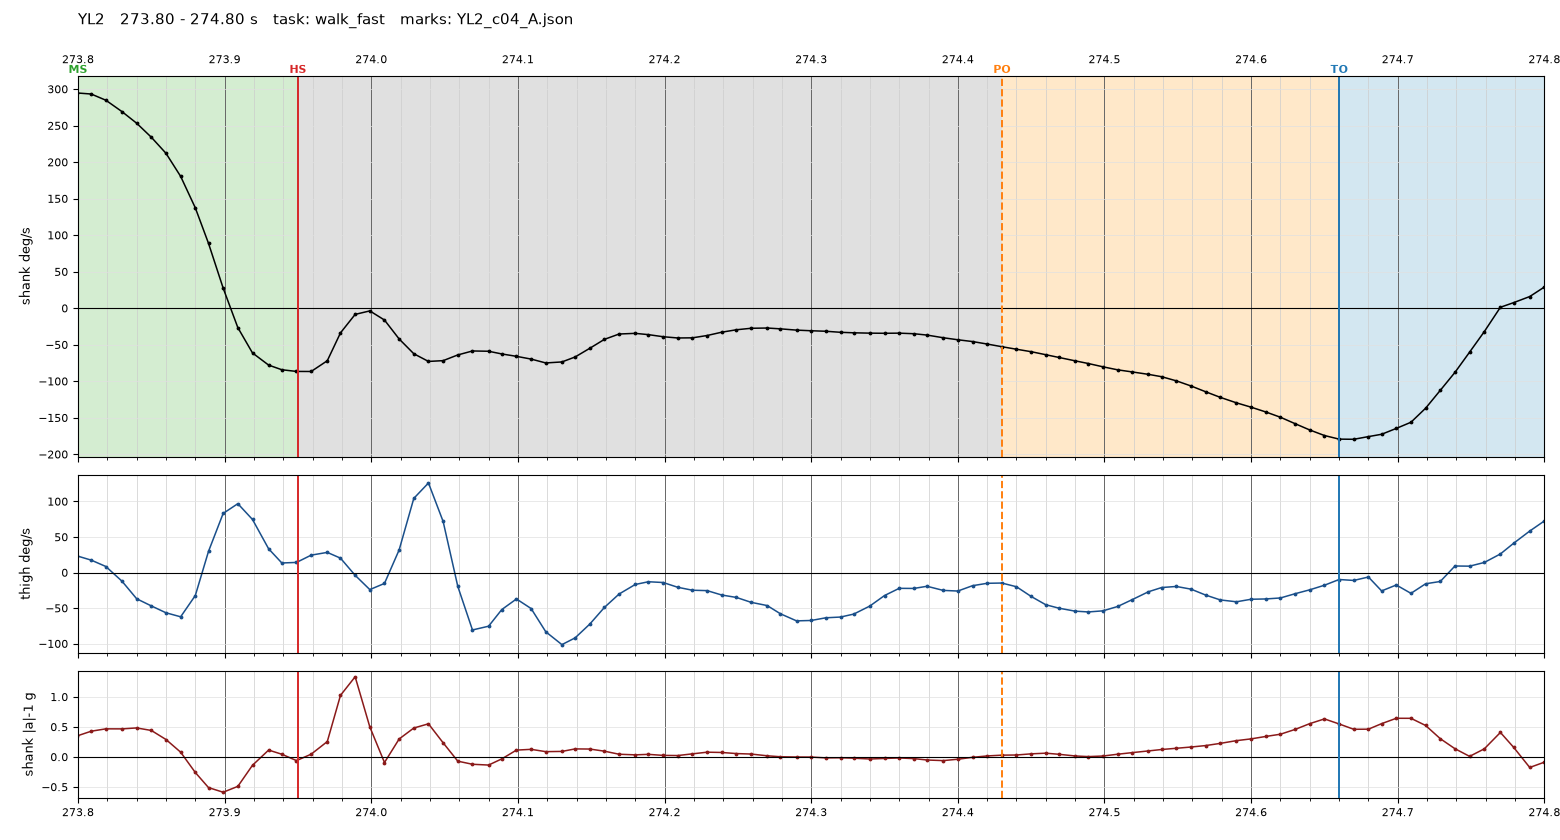 YL2   273.80 - 274.80 s   task: walk_fast   marks: YL2_c04_A.json
273.8 273.9 274.0 274.1 274.2 274.3 274.4 274.5 274.6 274.7 274.8
MS HS PO TO
shank deg/s
300
250
200
150
100
50
0
−50
−100
−150
−200
thigh deg/s
100
50
0
−50
−100
shank |a|-1 g
1.0
0.5
0.0
−0.5
273.8 273.9 274.0 274.1 274.2 274.3 274.4 274.5 274.6 274.7 274.8